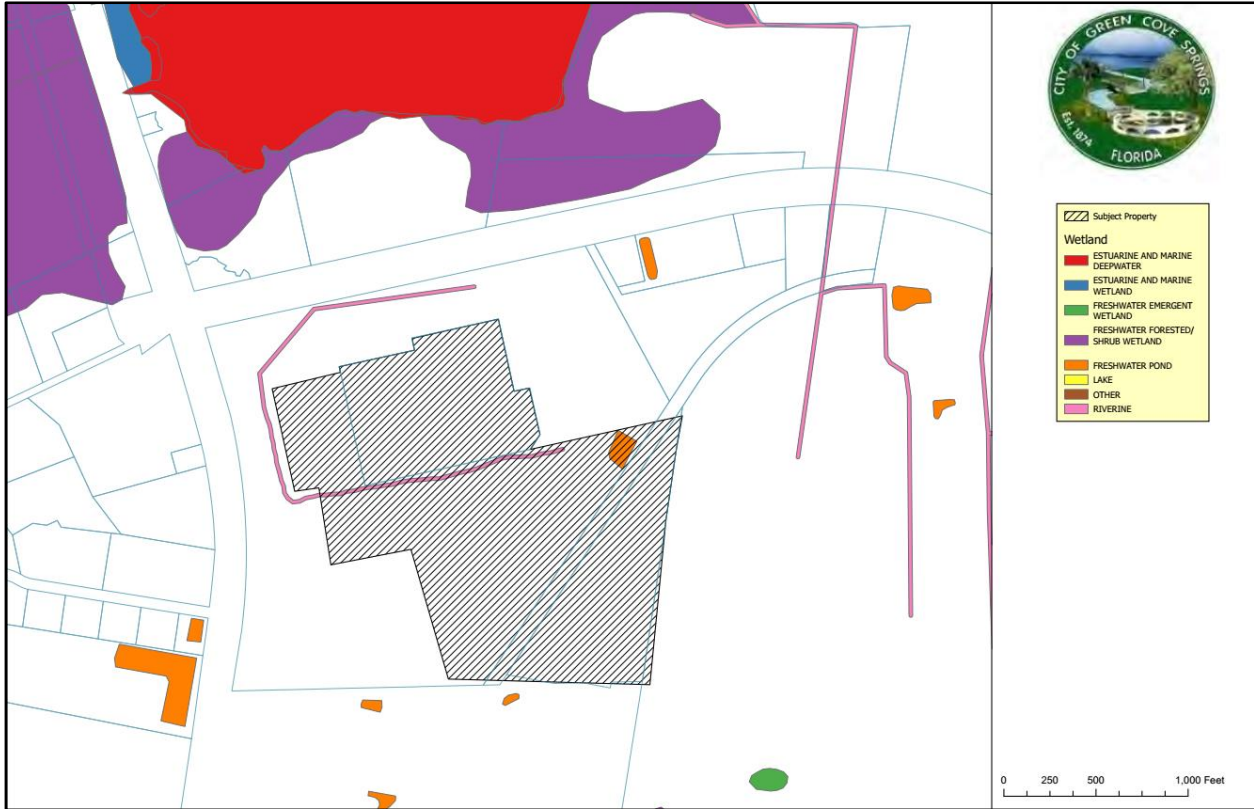 CITY OF GREEN COVE SPRINGS
Est. 1874
FLORIDA
Subject Property
Wetland
ESTUARINE AND MARINE
DEEPWATER
ESTUARINE AND MARINE
WETLAND
FRESHWATER EMERGENT
WETLAND
FRESHWATER FORESTED/
SHRUB WETLAND
FRESHWATER POND
LAKE
OTHER
RIVERINE
0 250 500 1,000 Feet